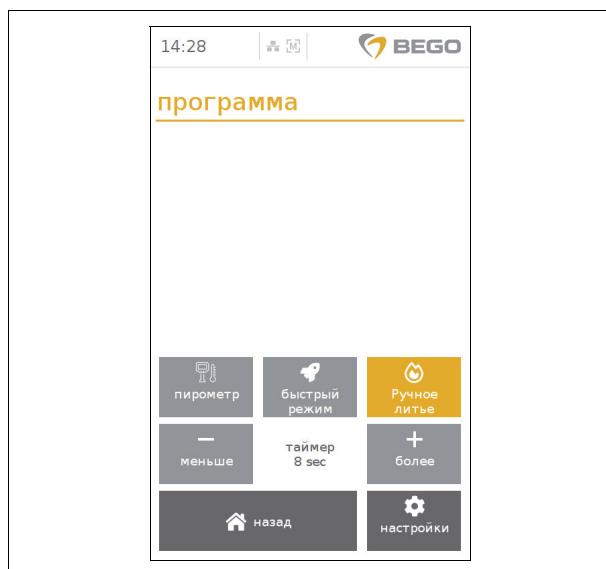 14:28 [M] BEGO
программа
пирометр
быстрый
режим
Ручное
литье
меньше
таймер
8 sec
более
назад
настройки